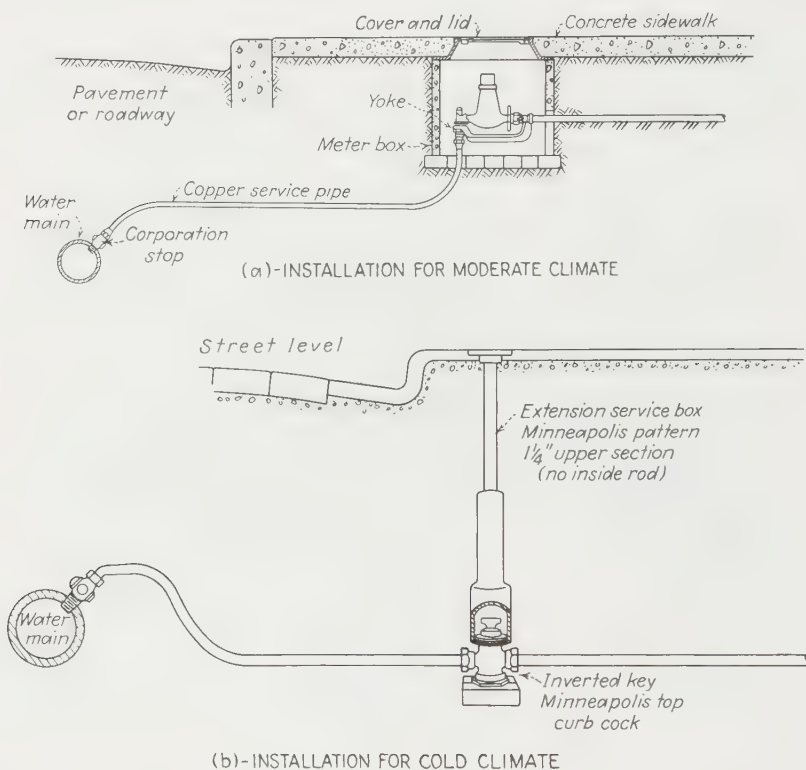 Cover and lid
Concrete sidewalk
Pavement
or roadway
Yoke
Meter box
Copper service pipe
Water
main
Corporation
stop
(a)-INSTALLATION FOR MODERATE CLIMATE
Street level
Extension service box
Minneapolis pattern
1¼" upper section
(no inside rod)
Water
main
Inverted key
Minneapolis top
curb cock
(b)-INSTALLATION FOR COLD CLIMATE